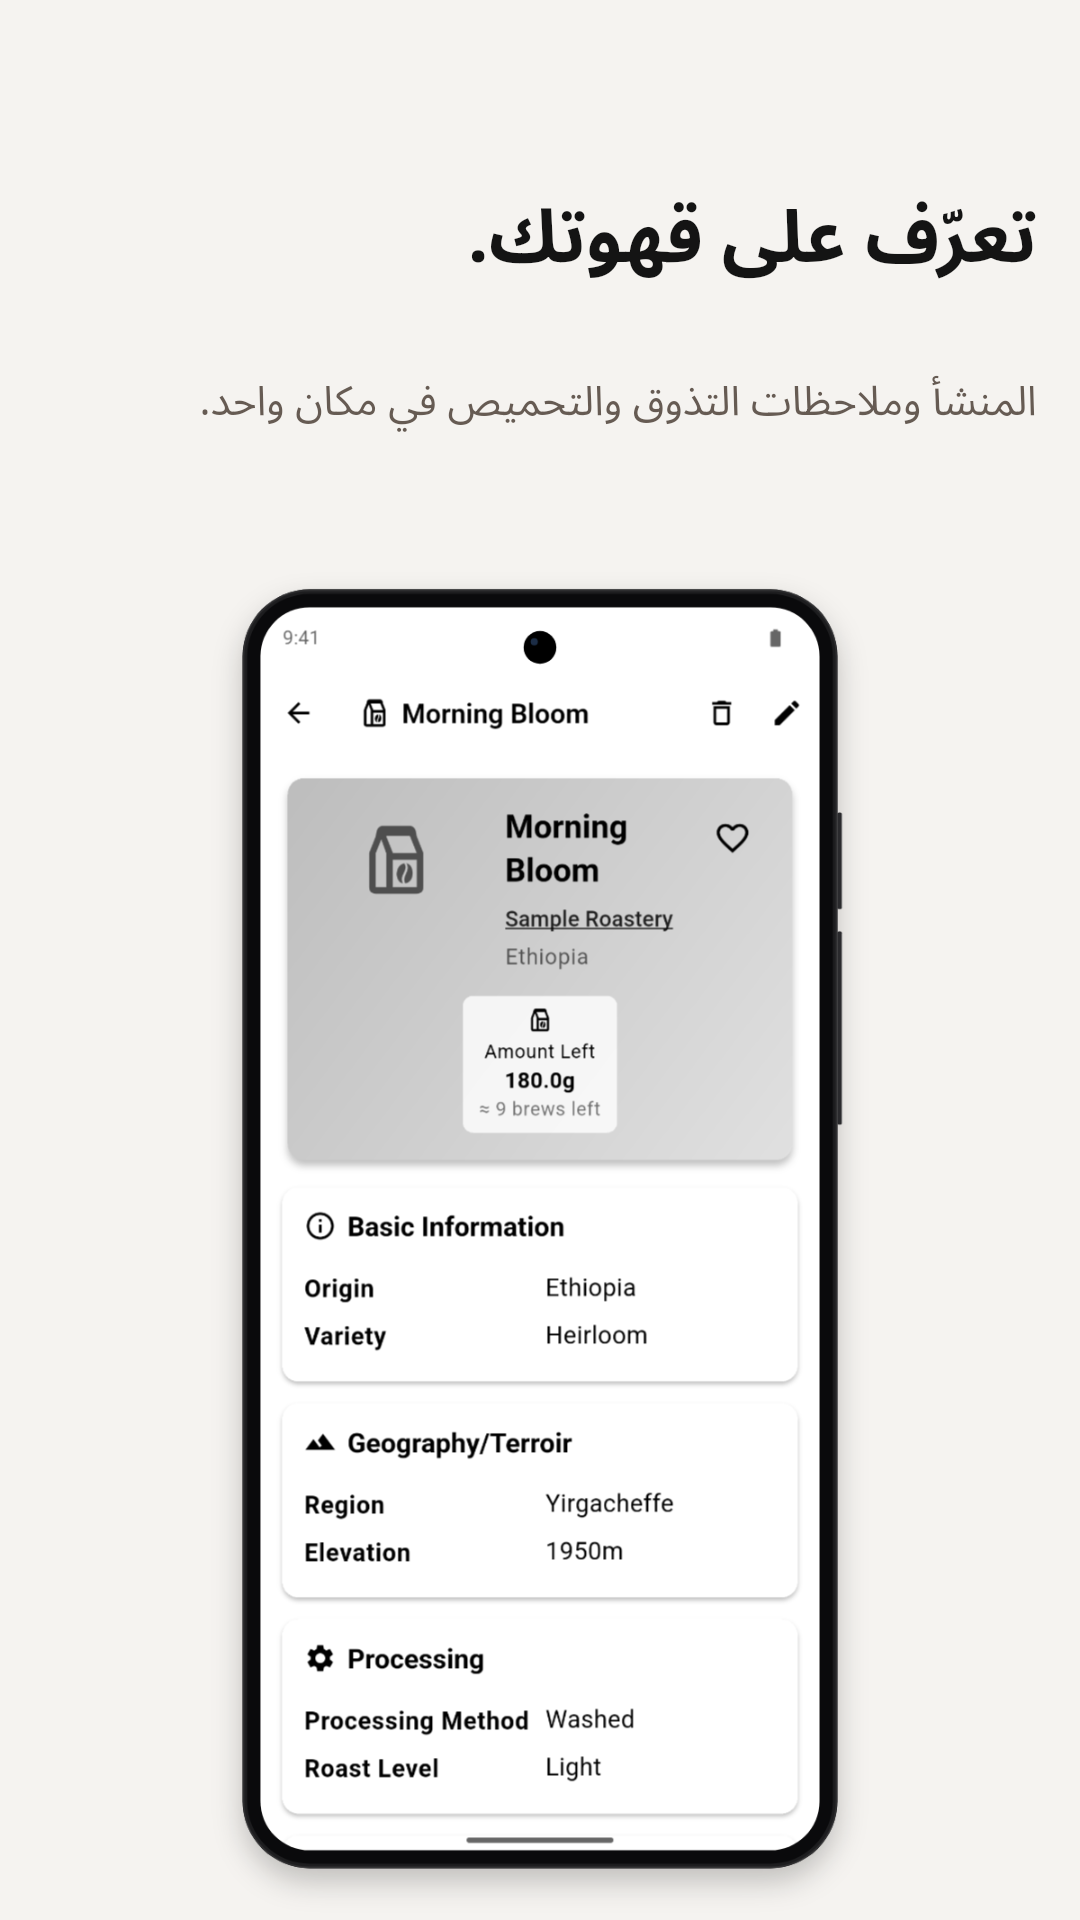 تعرّف على قهوتك.
المنشأ وملاحظات التذوق والتحميص في مكان واحد.
9:41
Morning Bloom
Morning
Bloom
Sample Roastery
Ethiopia
Amount Left
180.0g
≈ 9 brews left
Basic Information
Origin Ethiopia
Variety Heirloom
Geography/Terroir
Region Yirgacheffe
Elevation 1950m
Processing
Processing Method Washed
Roast Level Light